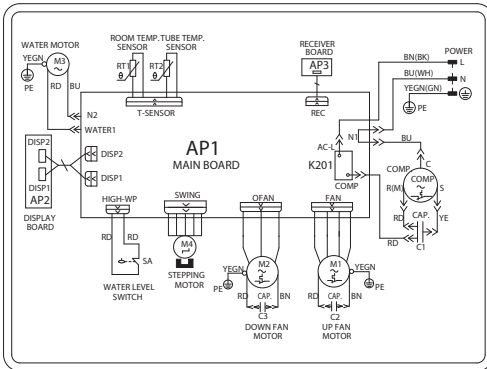 ROOM TEMP. TUBE TEMP.
SENSOR SENSOR
WATER MOTOR
YEGN
M3
PE
RD
BU
RT1
θ
RT2
θ
T-SENSOR
RECEIVER
BOARD
AP3
REC
BN(BK)
POWER
L
BU(WH)
N
YEGN(GN)
PE
N2
WATER1
AP1
MAIN BOARD
AC-L
N1
K201
COMP
BU
DISP2
DISP1
AP2
DISPLAY
BOARD
DISP2
DISP1
C
COMP
COMP
R(M)
S
RD
CAP.
YE
C1
RD
HIGH-WP
RD
RD
SA
WATER LEVEL
SWITCH
SWING
M4
STEPPING
MOTOR
OFAN
YEGN
M2
PE
RD
CAP.
BN
C3
DOWN FAN
MOTOR
FAN
M1
YEGN
PE
RD
CAP.
BN
C2
UP FAN
MOTOR